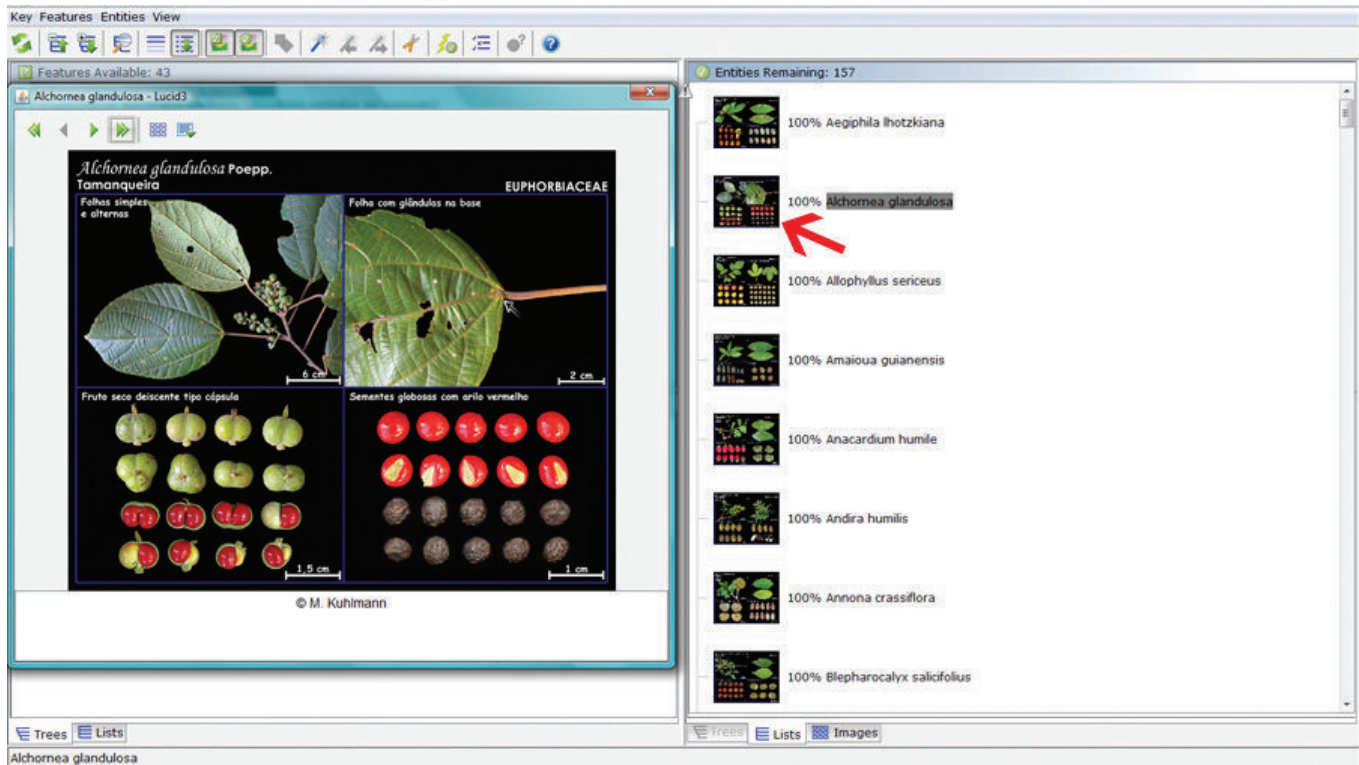 Key Features Entities View
Features Available: 43
Alchornea glandulosa - Lucid3
Alchornea glandulosa Poepp.
Tamanqueira
EUPHORBIACEAE
Folhas simples
e alternas
6 cm
Folha com glândulas na base
2 cm
Fruto seco deiscente tipo cápsula
1,5 cm
Sementes globosas com arilo vermelho
1 cm
© M. Kuhlmann
Trees Lists
Alchornea glandulosa
Entities Remaining: 157
100% Aegiphila lhotzkiana
100% Alchornea glandulosa
100% Allophyllus sericeus
100% Amaioua guianensis
100% Anacardium humile
100% Andira humilis
100% Annona crassiflora
100% Blepharocalyx salicifolius
Trees Lists Images